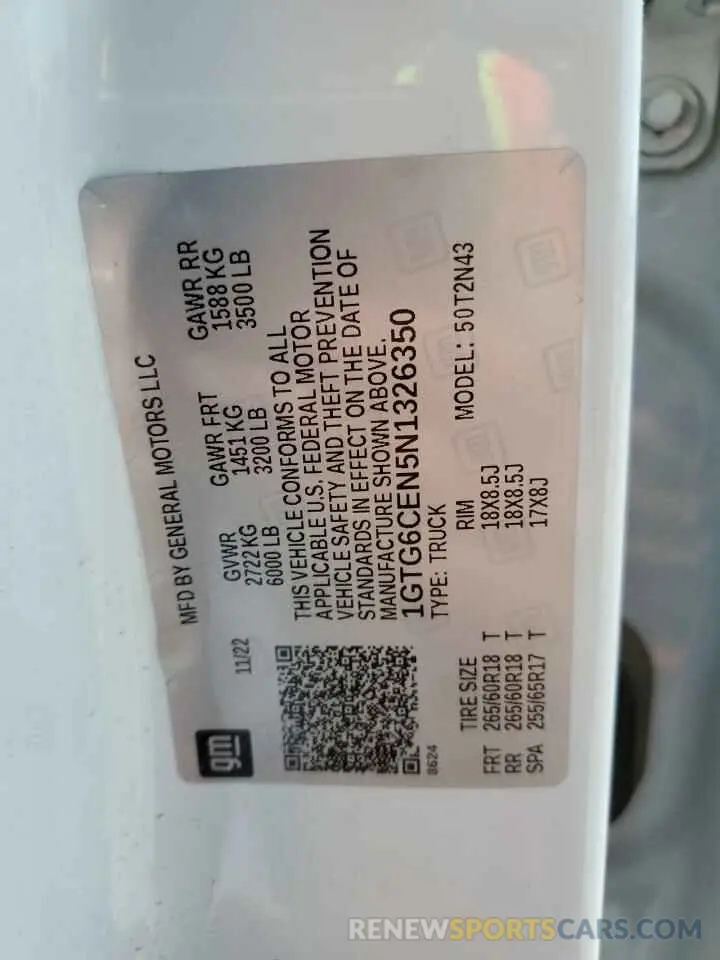 gm
MFD BY GENERAL MOTORS LLC
11/22
GVWR GAWR FRT GAWR RR
2722 KG 1451 KG 1588 KG
6000 LB 3200 LB 3500 LB
THIS VEHICLE CONFORMS TO ALL
APPLICABLE U.S. FEDERAL MOTOR
VEHICLE SAFETY AND THEFT PREVENTION
STANDARDS IN EFFECT ON THE DATE OF
MANUFACTURE SHOWN ABOVE.
1GTG6CEN5N1326350
8624
TYPE: TRUCK MODEL: 50T2N43
TIRE SIZE RIM
FRT 265/60R18 T 18X8.5J
RR 265/60R18 T 18X8.5J
SPA 255/65R17 T 17X8J
RENEWSPORTSCARS.COM